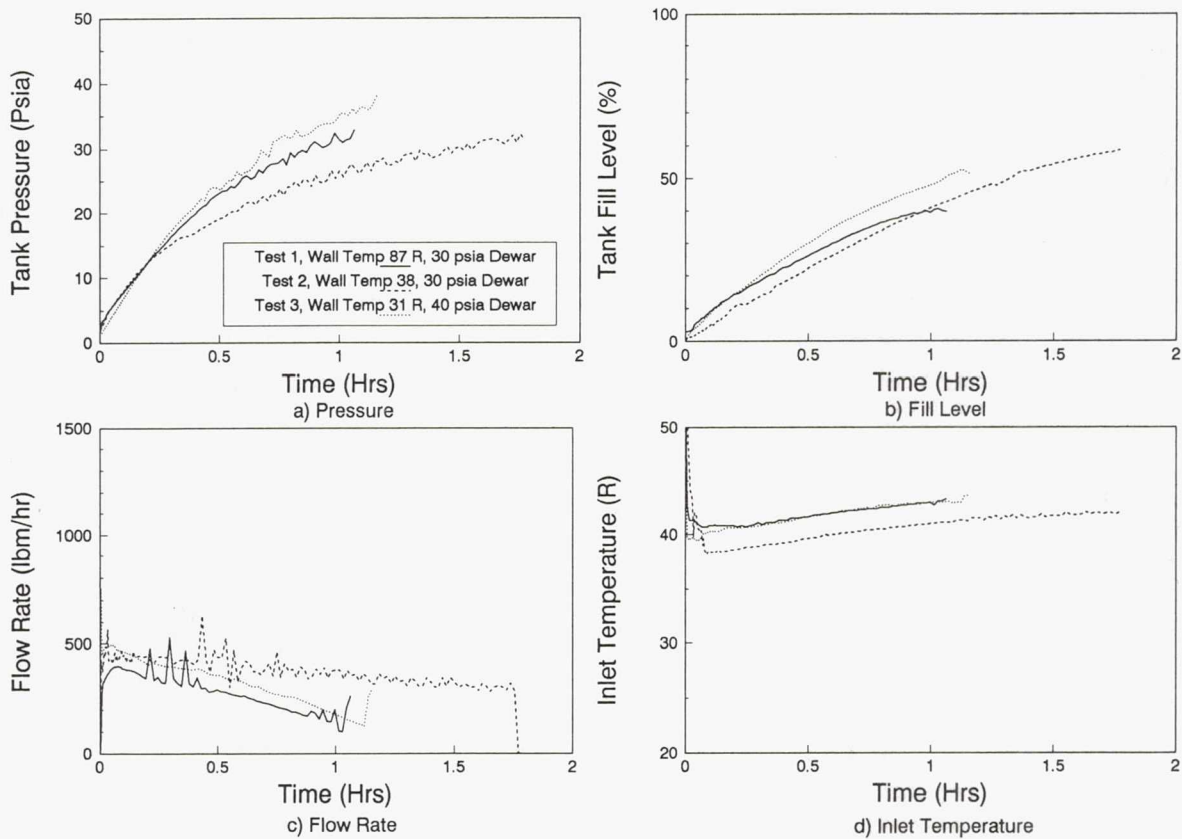 50
40
30
20
10
0
Tank Pressure (Psia)
Test 1, Wall Temp 87 R, 30 psia Dewar
Test 2, Wall Temp 38, 30 psia Dewar
Test 3, Wall Temp 31 R, 40 psia Dewar
0 0.5 1 1.5 2
Time (Hrs)
a) Pressure
100
50
0
Tank Fill Level (%)
0 0.5 1 1.5 2
Time (Hrs)
b) Fill Level
1500
1000
500
0
Flow Rate (lbm/hr)
0 0.5 1 1.5 2
Time (Hrs)
c) Flow Rate
50
40
30
20
Inlet Temperature (R)
0 0.5 1 1.5 2
Time (Hrs)
d) Inlet Temperature